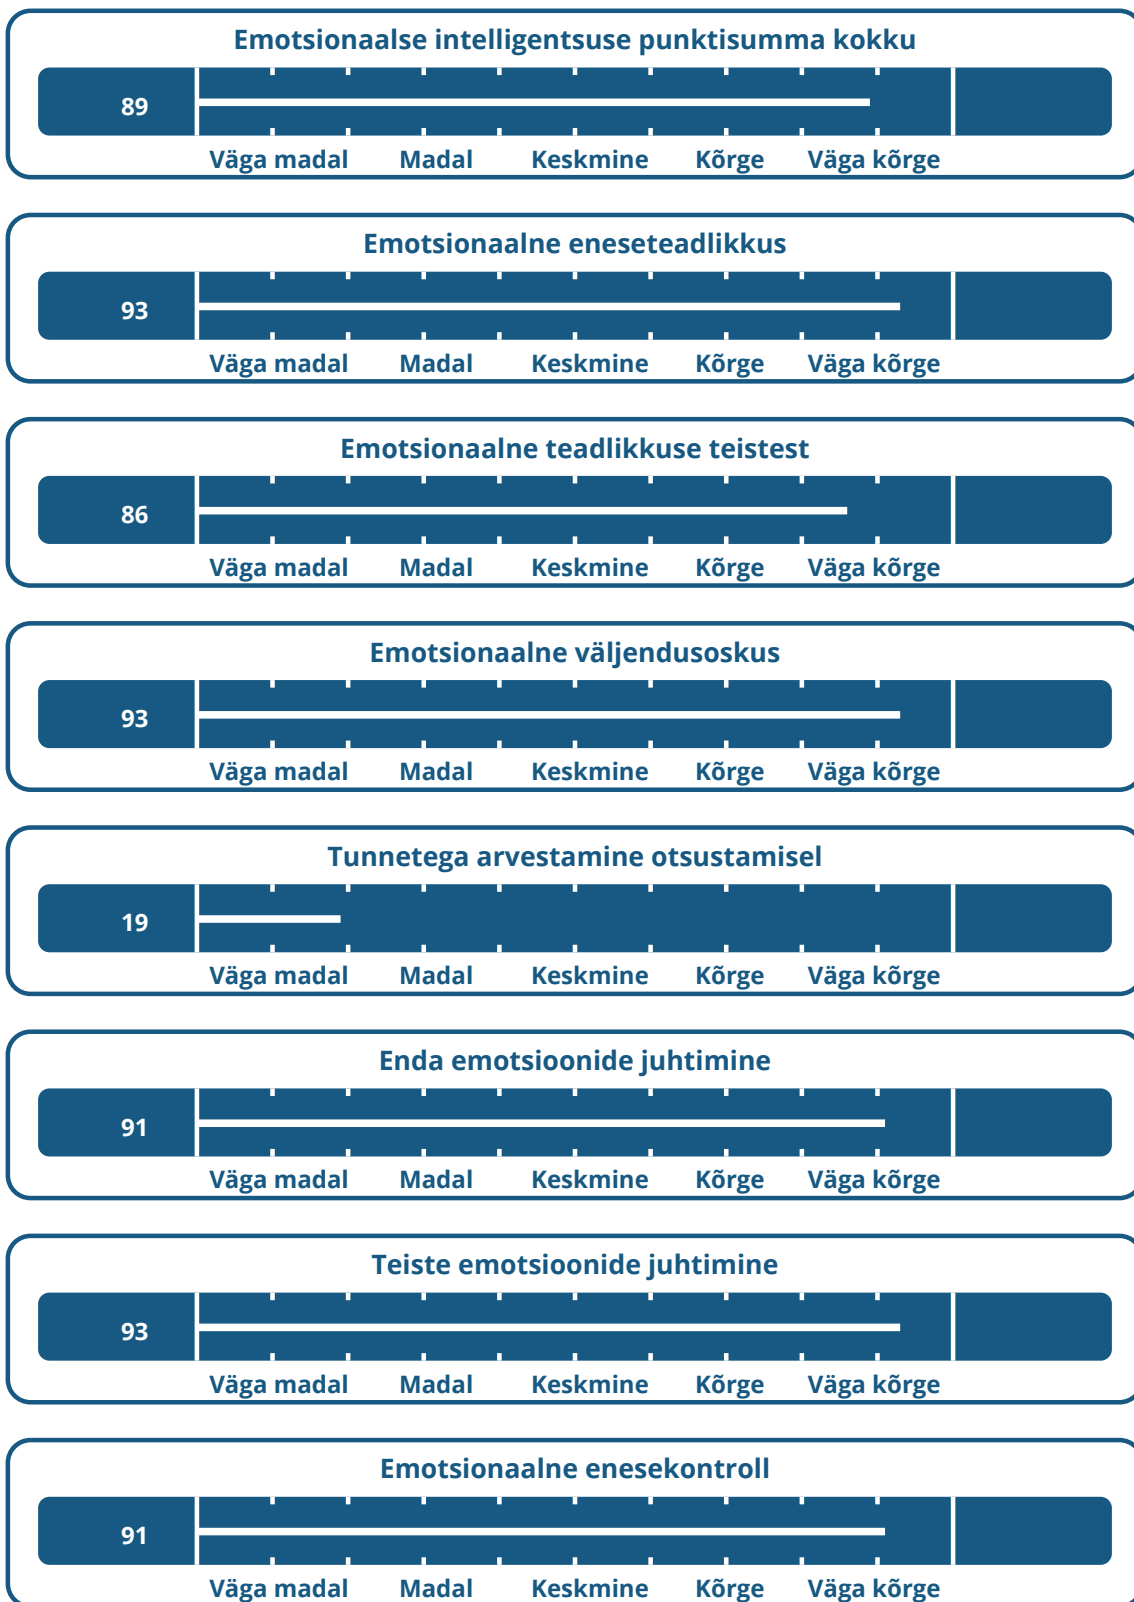 Emotsionaalse intelligentsuse punktisumma kokku
89
Väga madal Madal Keskmine Kõrge Väga kõrge
Emotsionaalne eneseteadlikkus
93
Väga madal Madal Keskmine Kõrge Väga kõrge
Emotsionaalne teadlikkuse teistest
86
Väga madal Madal Keskmine Kõrge Väga kõrge
Emotsionaalne väljendusoskus
93
Väga madal Madal Keskmine Kõrge Väga kõrge
Tunnetega arvestamine otsustamisel
19
Väga madal Madal Keskmine Kõrge Väga kõrge
Enda emotsioonide juhtimine
91
Väga madal Madal Keskmine Kõrge Väga kõrge
Teiste emotsioonide juhtimine
93
Väga madal Madal Keskmine Kõrge Väga kõrge
Emotsionaalne enesekontroll
91
Väga madal Madal Keskmine Kõrge Väga kõrge